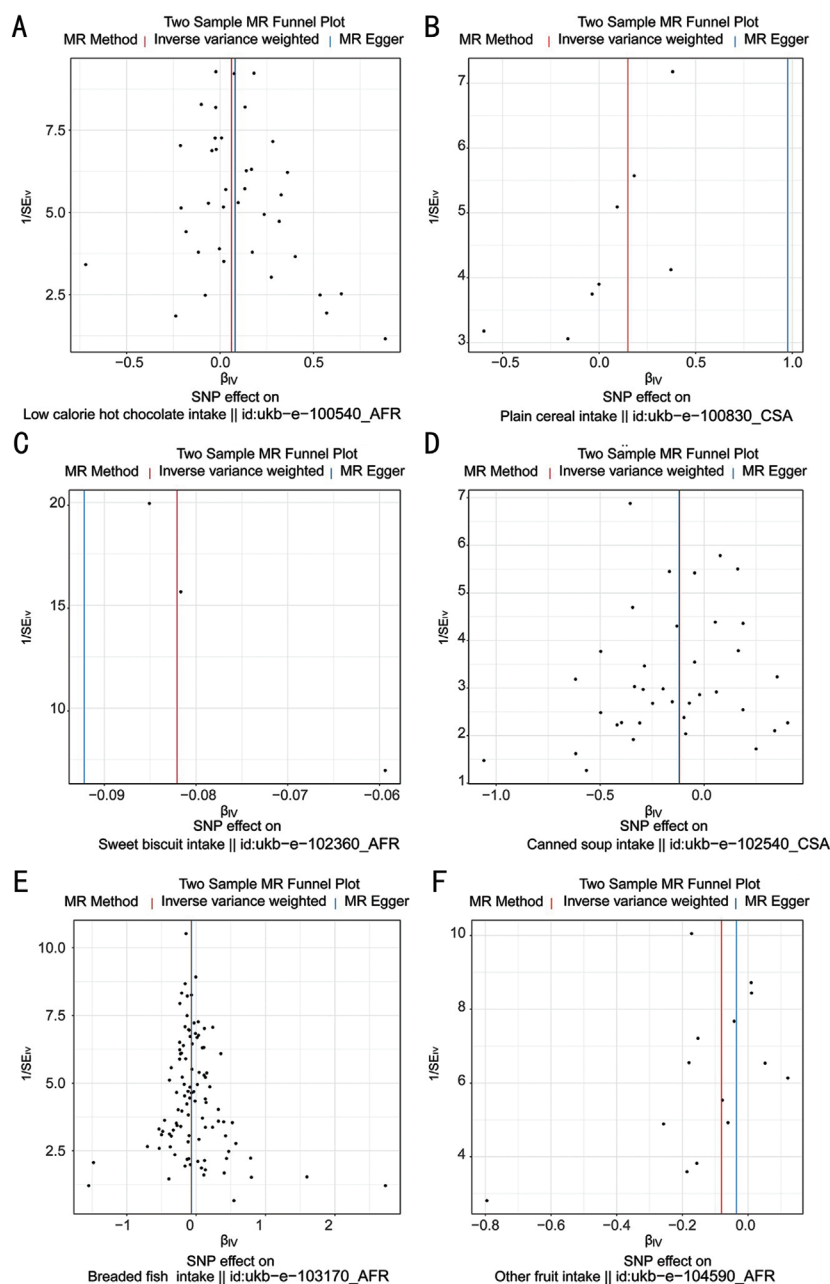 A
Two Sample MR Funnel Plot
MR Method | Inverse variance weighted | MR Egger
7.5
5.0
2.5
1/SEIV
−0.5 0.0 0.5
βIV
SNP effect on
Low calorie hot chocolate intake || id:ukb−e−100540_AFR
B
Two Sample MR Funnel Plot
MR Method | Inverse variance weighted | MR Egger
7
6
5
4
3
1/SEIV
−0.5 0.0 0.5 1.0
βIV
SNP effect on
Plain cereal intake || id:ukb−e−100830_CSA
C
Two Sample MR Funnel Plot
MR Method | Inverse variance weighted | MR Egger
20
15
10
1/SEIV
−0.09 −0.08 −0.07 −0.06
βIV
SNP effect on
Sweet biscuit intake || id:ukb−e−102360_AFR
D
Two Sample MR Funnel Plot
MR Method | Inverse variance weighted | MR Egger
7
6
5
4
3
2
1
1/SEIV
−1.0 −0.5 0.0
βIV
SNP effect on
Canned soup intake || id:ukb−e−102540_CSA
E
Two Sample MR Funnel Plot
MR Method | Inverse variance weighted | MR Egger
10.0
7.5
5.0
2.5
1/SEIV
−1 0 1 2
βIV
SNP effect on
Breaded fish intake || id:ukb−e−103170_AFR
F
Two Sample MR Funnel Plot
MR Method | Inverse variance weighted | MR Egger
10
8
6
4
1/SEIV
−0.8 −0.6 −0.4 −0.2 0.0
βIV
SNP effect on
Other fruit intake || id:ukb−e−104590_AFR